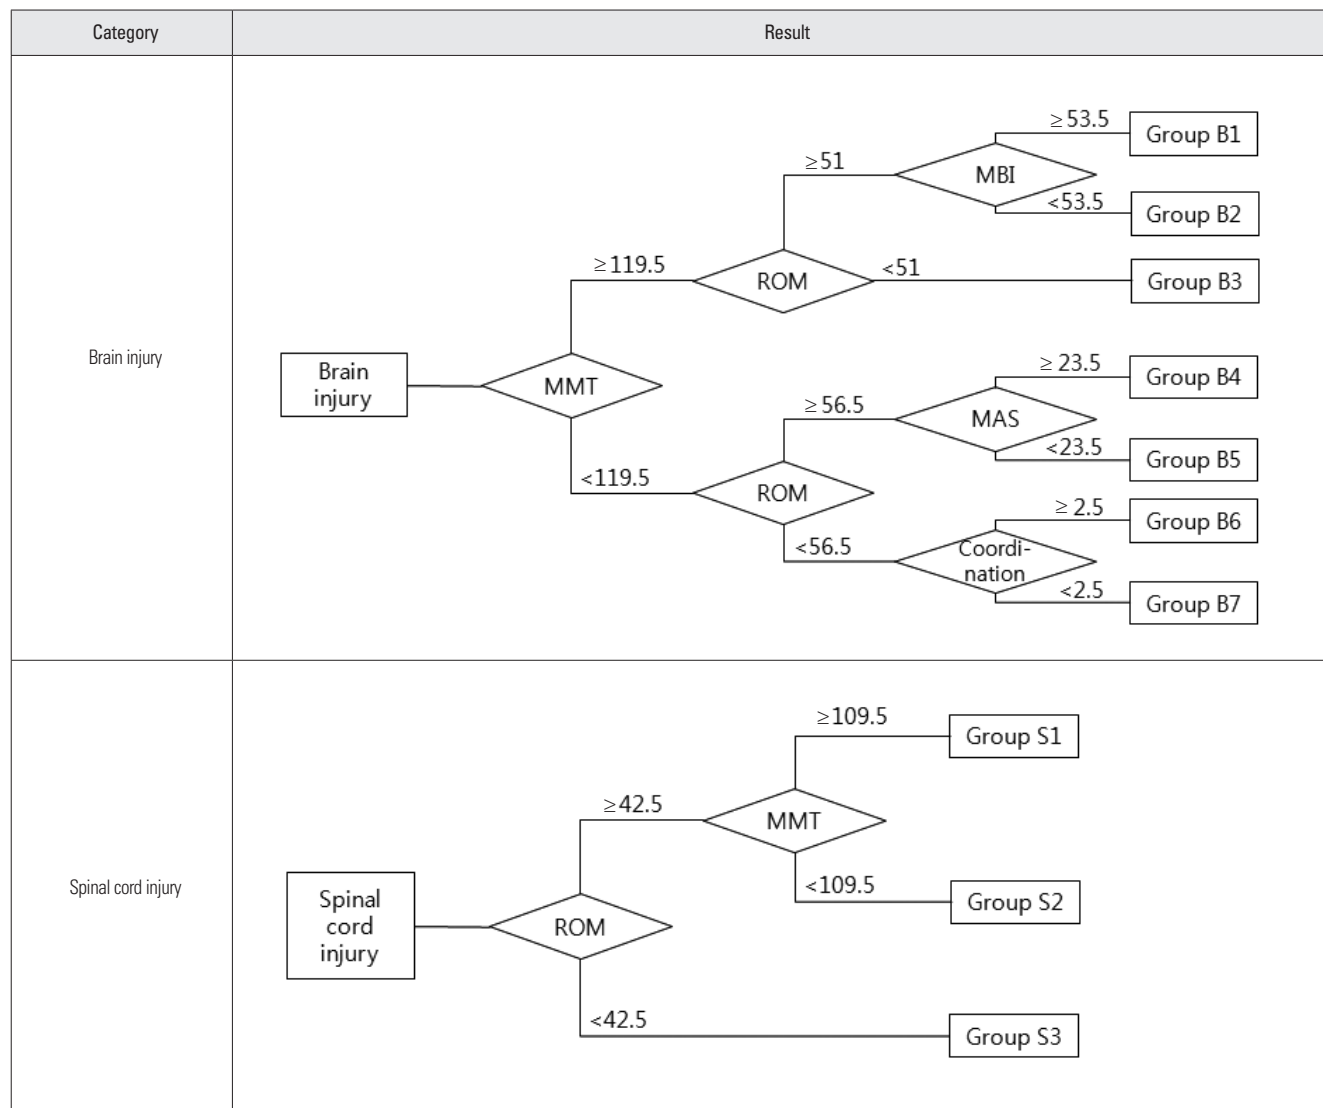 Category
Result
Brain injury
Brain
injury
MMT
≥119.5
ROM
≥51
MBI
≥53.5
Group B1
<53.5
Group B2
<51
Group B3
<119.5
ROM
≥56.5
MAS
≥ 23.5
Group B4
<23.5
Group B5
<56.5
Coordi-
nation
≥ 2.5
Group B6
<2.5
Group B7
Spinal cord injury
Spinal
cord
injury
ROM
≥42.5
MMT
≥109.5
Group S1
<109.5
Group S2
<42.5
Group S3